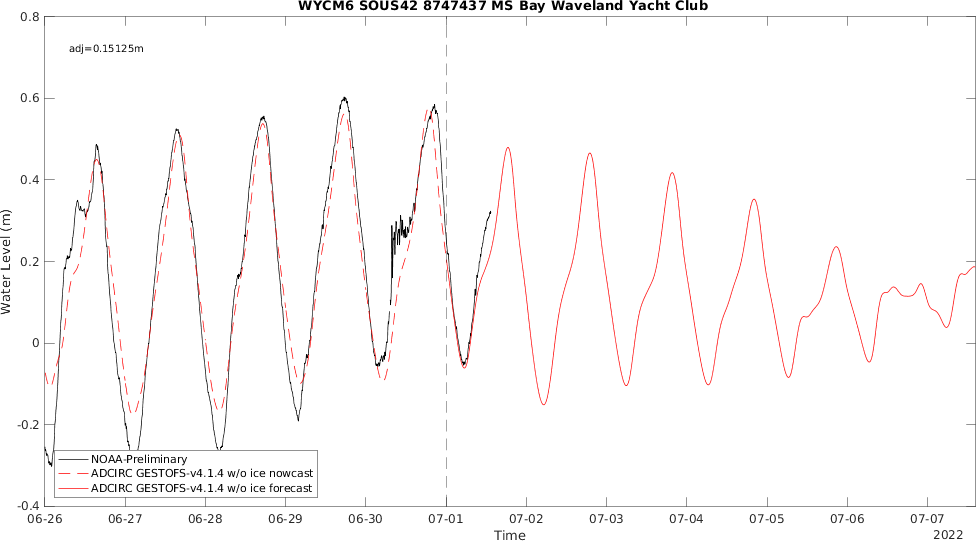 WYCM6 SOUS42 8747437 MS Bay Waveland Yacht Club
adj=0.15125m
Water Level (m)
0.8
0.6
0.4
0.2
0
-0.2
-0.4
NOAA-Preliminary
ADCIRC GESTOFS-v4.1.4 w/o ice nowcast
ADCIRC GESTOFS-v4.1.4 w/o ice forecast
06-26 06-27 06-28 06-29 06-30 07-01 07-02 07-03 07-04 07-05 07-06 07-07
Time
2022